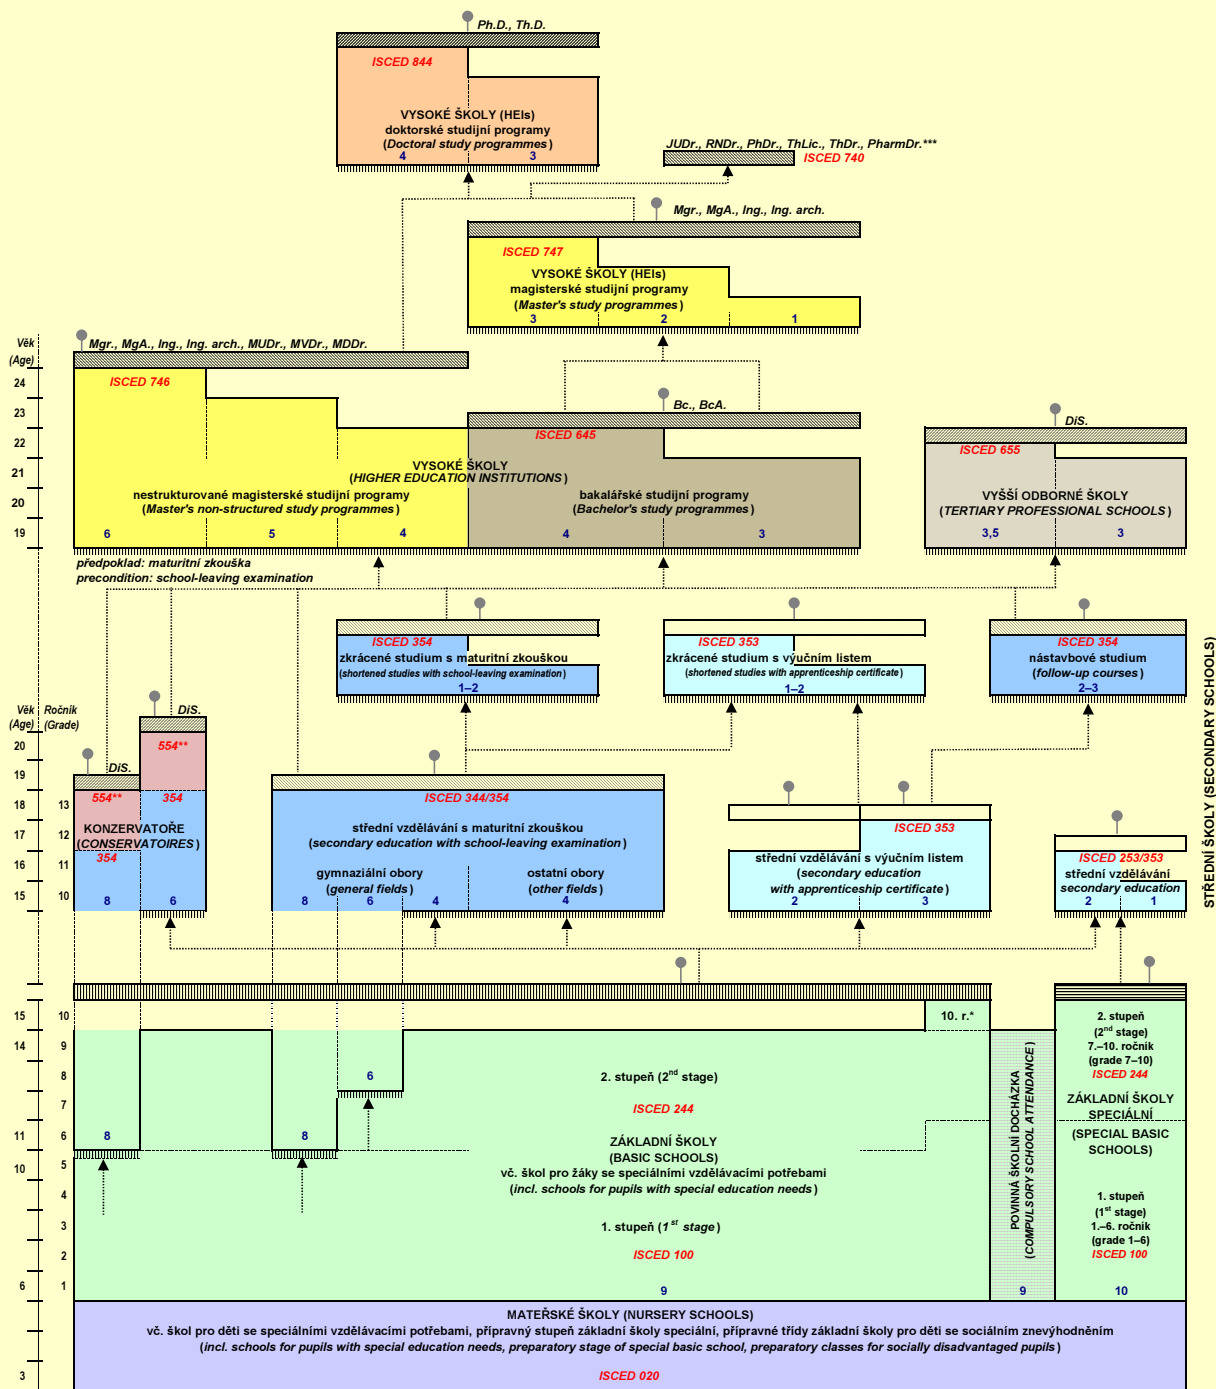 Ph.D., Th.D.
ISCED 844
VYSOKÉ ŠKOLY (HEIs)
doktorské studijní programy
(Doctoral study programmes)
4 3
JUDr., RNDr., PhDr., ThLic., ThDr., PharmDr.***
ISCED 740
Mgr., MgA., Ing., Ing. arch.
ISCED 747
VYSOKÉ ŠKOLY (HEIs)
magisterské studijní programy
(Master's study programmes)
3 2 1
Věk
(Age)
Mgr., MgA., Ing., Ing. arch., MUDr., MVDr., MDDr.
24
23
22
21
20
19
ISCED 746
Bc., BcA.
ISCED 645
VYSOKÉ ŠKOLY
(HIGHER EDUCATION INSTITUTIONS)
nestrukturované magisterské studijní programy
(Master's non-structured study programmes)
6 5 4
bakalářské studijní programy
(Bachelor's study programmes)
4 3
DiS.
ISCED 655
VYŠŠÍ ODBORNÉ ŠKOLY
(TERTIARY PROFESSIONAL SCHOOLS)
3,5 3
předpoklad: maturitní zkouška
precondition: school-leaving examination
ISCED 354
zkrácené studium s maturitní zkouškou
(shortened studies with school-leaving examination)
1–2
ISCED 353
zkrácené studium s výučním listem
(shortened studies with apprenticeship certificate)
1–2
ISCED 354
nástavbové studium
(follow-up courses)
2–3
STŘEDNÍ ŠKOLY (SECONDARY SCHOOLS)
Věk Ročník
(Age) (Grade)
20
19
18 13
17 12
16 11
15 10
DiS.
554**
DiS.
554** 354
KONZERVATOŘE
(CONSERVATOIRES)
354
8 6
ISCED 344/354
střední vzdělávání s maturitní zkouškou
(secondary education with school-leaving examination)
gymnaziální obory
(general fields)
8 6 4
ostatní obory
(other fields)
4
ISCED 353
střední vzdělávání s výučním listem
(secondary education
with apprenticeship certificate)
2 3
ISCED 253/353
střední vzdělávání
secondary education
2 1
15 10
14 9
8
7
11 6
10 5
4
3
2
6 1
3
10. r.*
8
8
6
2. stupeň (2nd stage)
ISCED 244
ZÁKLADNÍ ŠKOLY
(BASIC SCHOOLS)
vč. škol pro žáky se speciálními vzdělávacími potřebami
(incl. schools for pupils with special education needs)
1. stupeň (1st stage)
ISCED 100
9
POVINNÁ ŠKOLNÍ DOCHÁZKA
(COMPULSORY SCHOOL ATTENDANCE)
9
2. stupeň
(2nd stage)
7.–10. ročník
(grade 7–10)
ISCED 244
ZÁKLADNÍ ŠKOLY
SPECIÁLNÍ
(SPECIAL BASIC
SCHOOLS)
1. stupeň
(1st stage)
1.–6. ročník
(grade 1–6)
ISCED 100
10
MATEŘSKÉ ŠKOLY (NURSERY SCHOOLS)
vč. škol pro děti se speciálními vzdělávacími potřebami, přípravný stupeň základní školy speciální, přípravné třídy základní školy pro děti se sociálním znevýhodněním
(incl. schools for pupils with special education needs, preparatory stage of special basic school, preparatory classes for socially disadvantaged pupils)
ISCED 020